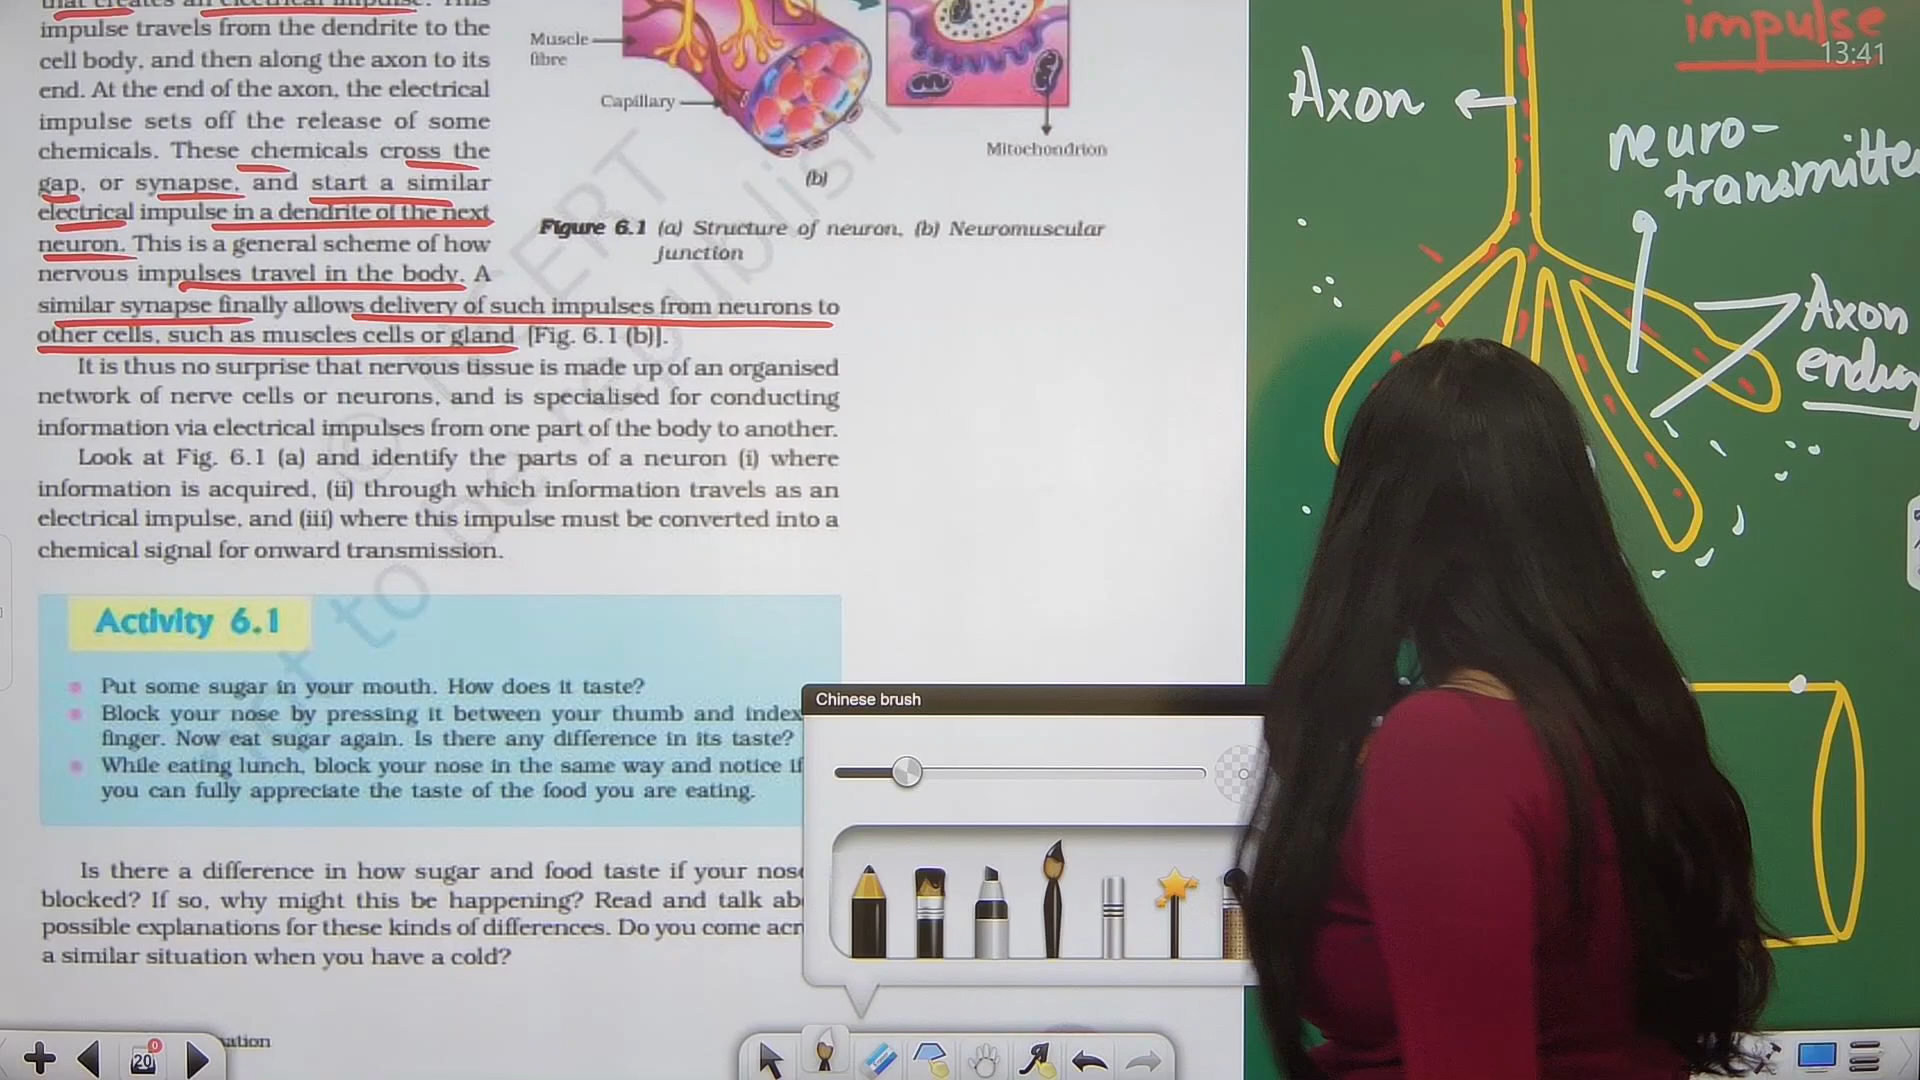 that creates an electrical impulse. This
impulse travels from the dendrite to the
cell body, and then along the axon to its
end. At the end of the axon, the electrical
impulse sets off the release of some
chemicals. These chemicals cross the
gap, or synapse, and start a similar
electrical impulse in a dendrite of the next
neuron. This is a general scheme of how
nervous impulses travel in the body. A
similar synapse finally allows delivery of such impulses from neurons to
other cells, such as muscles cells or gland [Fig. 6.1 (b)].
It is thus no surprise that nervous tissue is made up of an organised
network of nerve cells or neurons, and is specialised for conducting
information via electrical impulses from one part of the body to another.
Look at Fig. 6.1 (a) and identify the parts of a neuron (i) where
information is acquired, (ii) through which information travels as an
electrical impulse, and (iii) where this impulse must be converted into a
chemical signal for onward transmission.
Muscle
fibre
Capillary
Mitochondrion
(b)
Figure 6.1 (a) Structure of neuron, (b) Neuromuscular
junction
Activity 6.1
Put some sugar in your mouth. How does it taste?
Block your nose by pressing it between your thumb and index
finger. Now eat sugar again. Is there any difference in its taste?
While eating lunch, block your nose in the same way and notice if
you can fully appreciate the taste of the food you are eating.
Is there a difference in how sugar and food taste if your nose
blocked? If so, why might this be happening? Read and talk ab
possible explanations for these kinds of differences. Do you come acr
a similar situation when you have a cold?
Chinese brush
20
0
impulse
13:41
Axon
neuro-
transmitte
Axon
ending